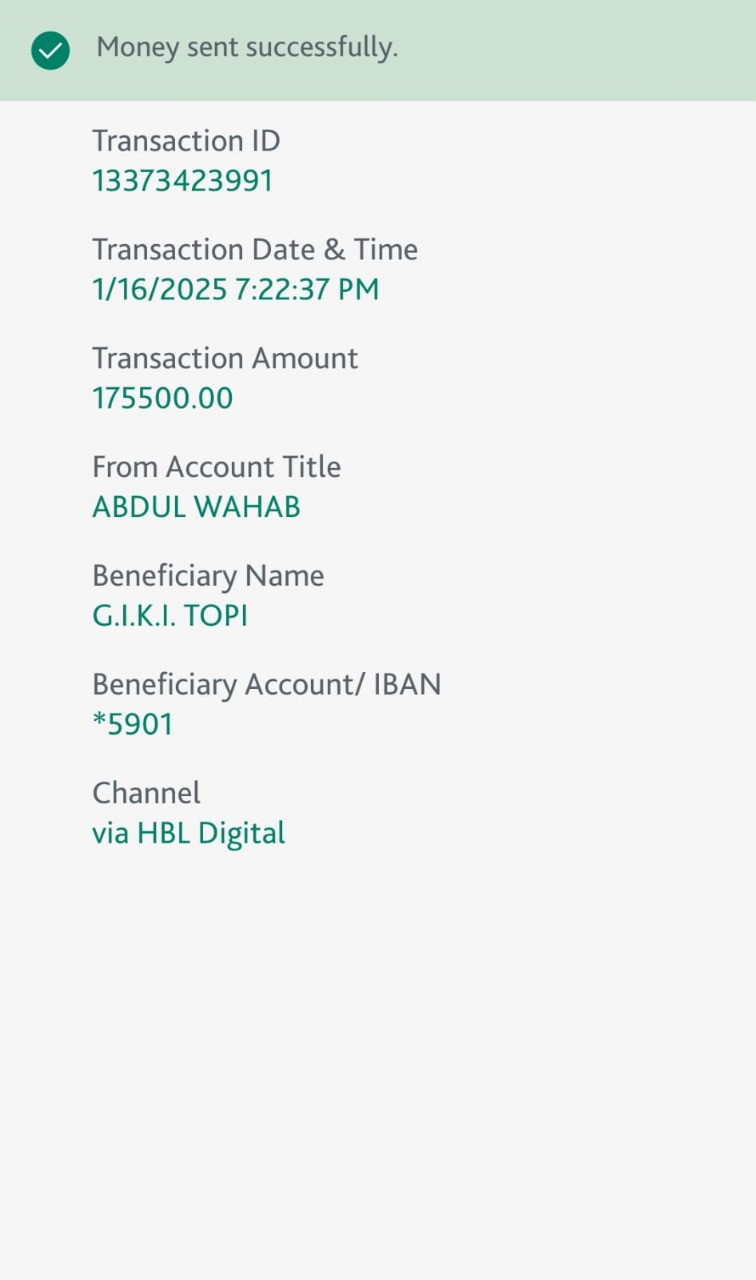 Money sent successfully.
Transaction ID
13373423991
Transaction Date & Time
1/16/2025 7:22:37 PM
Transaction Amount
175500.00
From Account Title
ABDUL WAHAB
Beneficiary Name
G.I.K.I. TOPI
Beneficiary Account/ IBAN
*5901
Channel
via HBL Digital